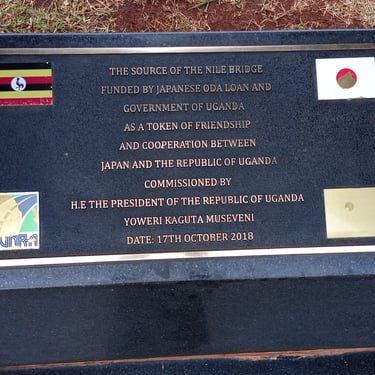 THE SOURCE OF THE NILE BRIDGE
FUNDED BY JAPANESE ODA LOAN AND
GOVERNMENT OF UGANDA
AS A TOKEN OF FRIENDSHIP
AND COOPERATION BETWEEN
JAPAN AND THE REPUBLIC OF UGANDA
COMMISSIONED BY
H.E THE PRESIDENT OF THE REPUBLIC OF UGANDA
YOWERI KAGUTA MUSEVENI
DATE: 17TH OCTOBER 2018
UNRA